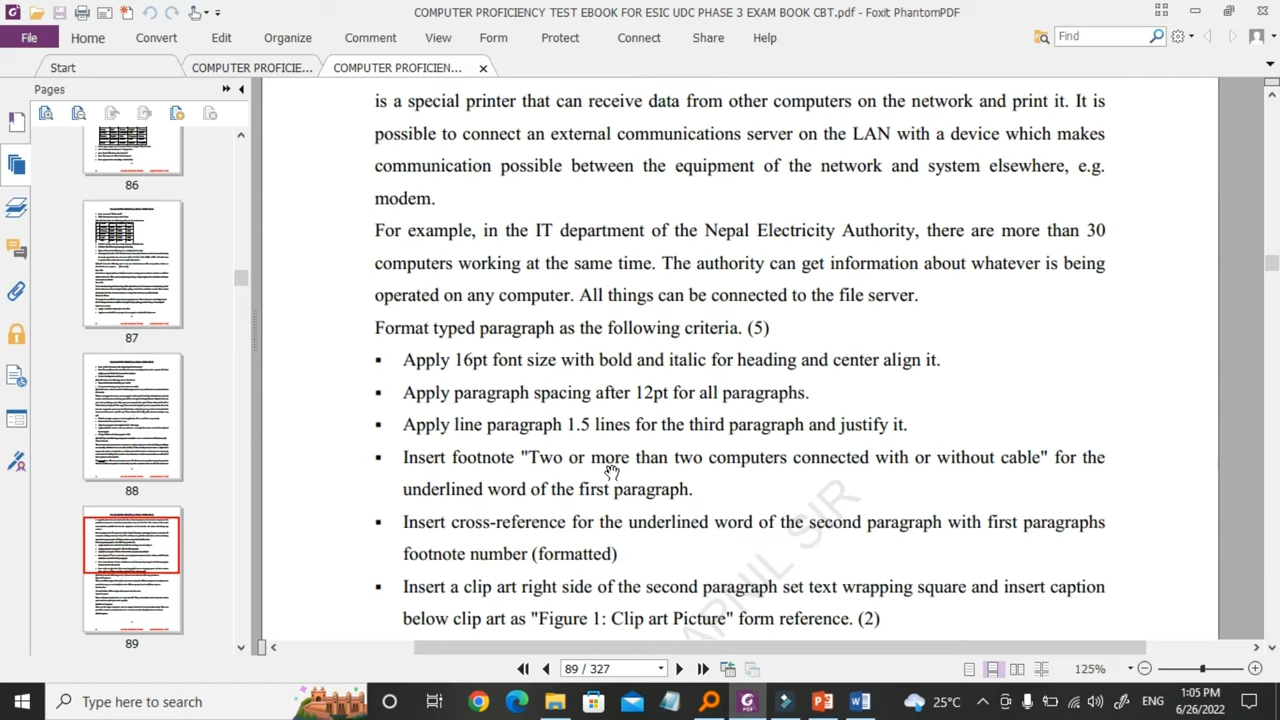 COMPUTER PROFICIENCY TEST EBOOK FOR ESIC UDC PHASE 3 EXAM BOOK CBT.pdf - Foxit PhantomPDF
File Home Convert Edit Organize Comment View Form Protect Connect Share Help Find
Start COMPUTER PROFICIE... COMPUTER PROFICIEN...
Pages
86
87
88
89
is a special printer that can receive data from other computers on the network and print it. It is
possible to connect an external communications server on the LAN with a device which makes
communication possible between the equipment of the network and system elsewhere, e.g.
modem.
For example, in the IT department of the Nepal Electricity Authority, there are more than 30
computers working at the same time. The authority can get information about whatever is being
operated on any computer. All things can be connected to the file server.
Format typed paragraph as the following criteria. (5)
▪ Apply 16pt font size with bold and italic for heading and center align it.
▪ Apply paragraph spacing after 12pt for all paragraphs.
▪ Apply line paragraph 1.5 lines for the third paragraph and justify it.
▪ Insert footnote "Two or more than two computers connected with or without cable" for the
underlined word of the first paragraph.
▪ Insert cross-reference for the underlined word of the second paragraph with first paragraphs
footnote number (formatted)
▪ Insert a clip art right side of the second paragraph set text wrapping square and insert caption
below clip art as "Figure 1: Clip art Picture" form reference. (2)
SIR
89 / 327
125%
Type here to search
25°C
ENG
1:05 PM
6/26/2022